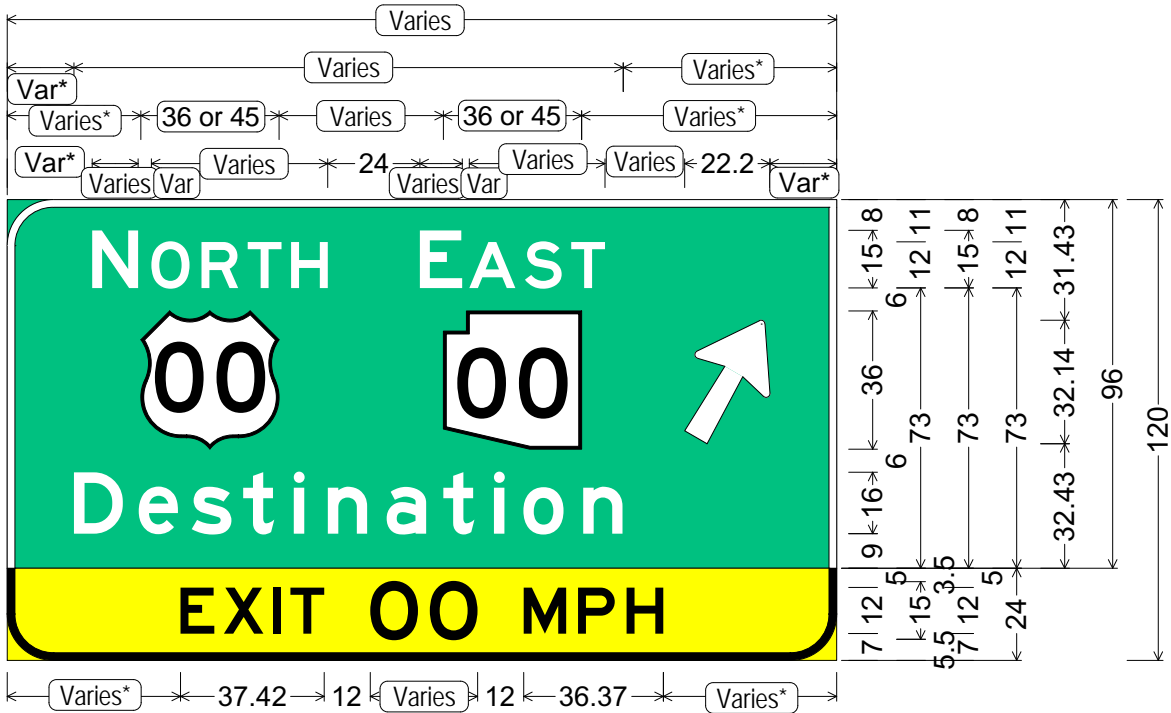 Varies
Varies Varies*
Var*
Varies* 36 or 45 Varies 36 or 45 Varies*
Var* Varies 24 Varies Varies 22.2
Varies Var Varies Var Var*
8 11 8 11
15 12 15 12 31.43
NORTH EAST
6
00 00
36 73 73 73 32.14 96 120
6
Destination
16 32.43
9
5 3.5 5
EXIT 00 MPH
12 15 12 24
7 5.5 7
Varies* 37.42 12 Varies 12 36.37 Varies*